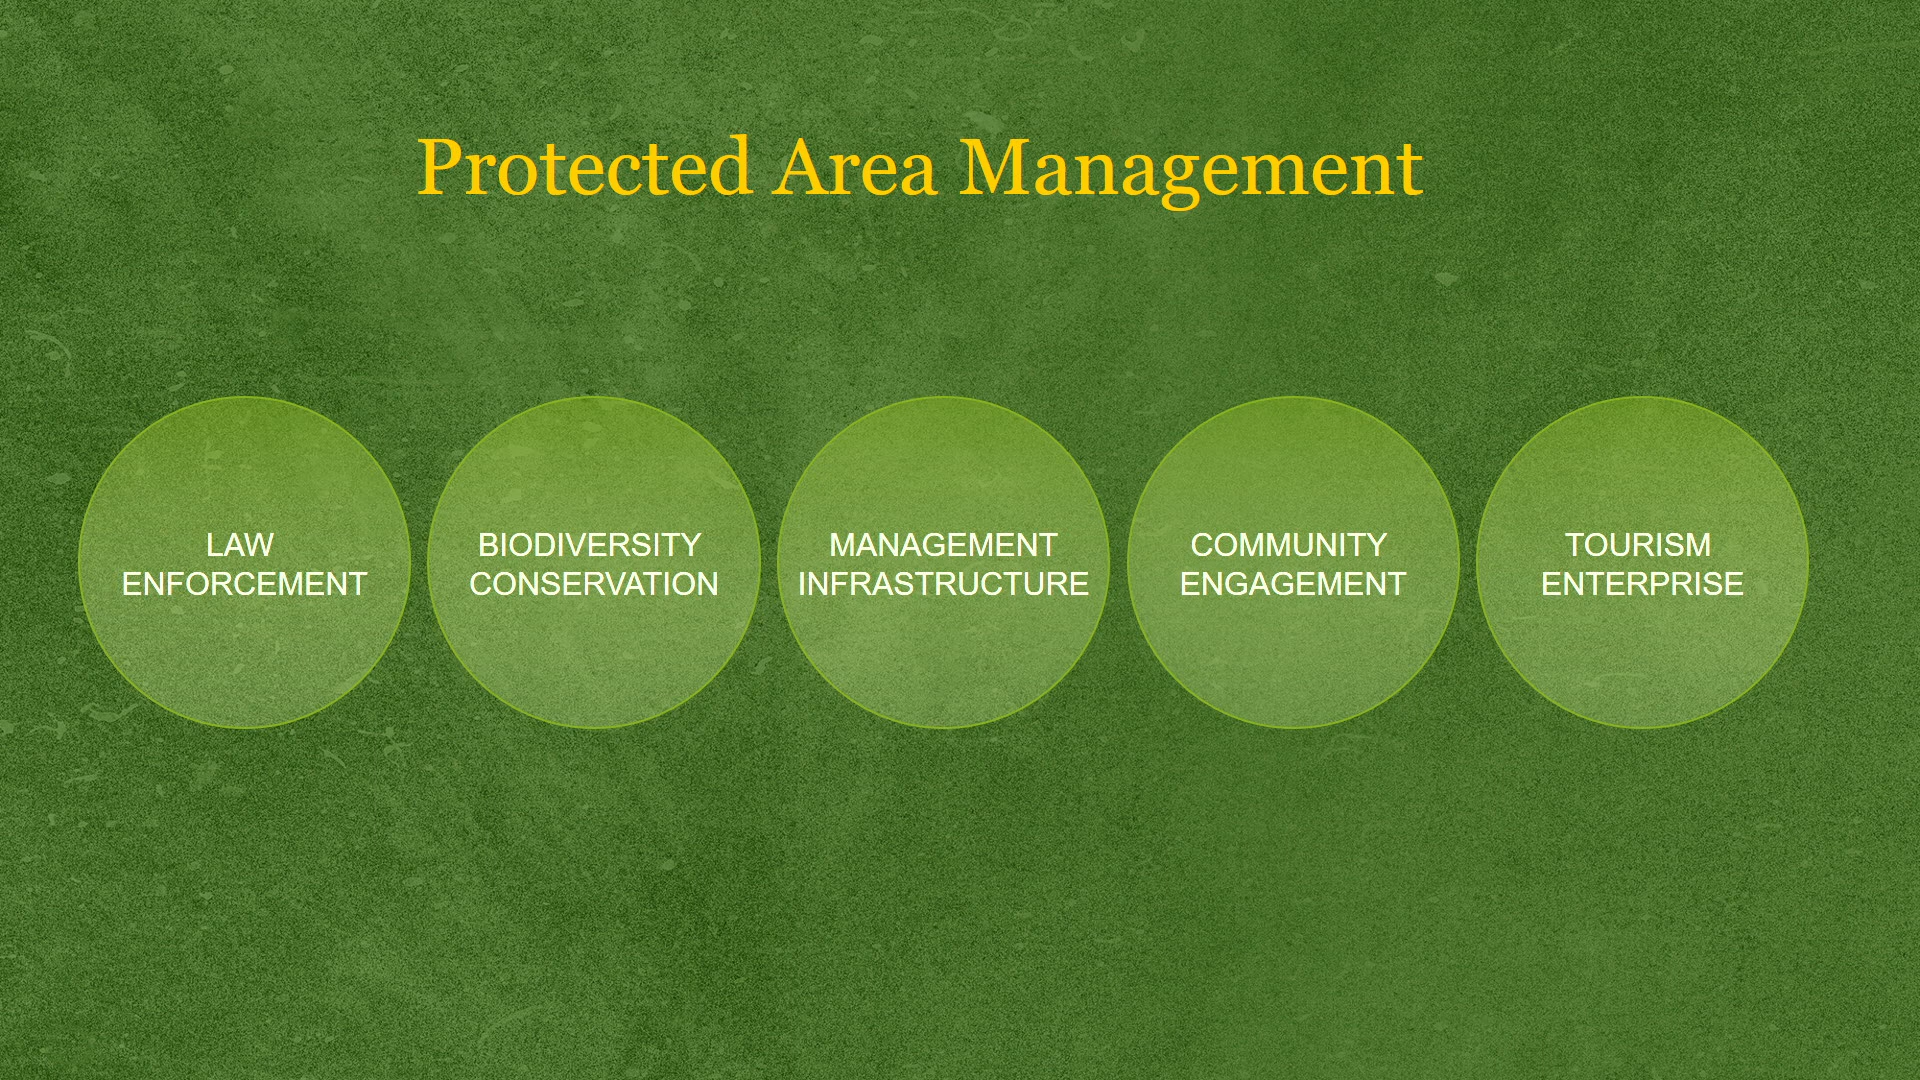 Protected Area Management
LAW
ENFORCEMENT
BIODIVERSITY
CONSERVATION
MANAGEMENT
INFRASTRUCTURE
COMMUNITY
ENGAGEMENT
TOURISM
ENTERPRISE